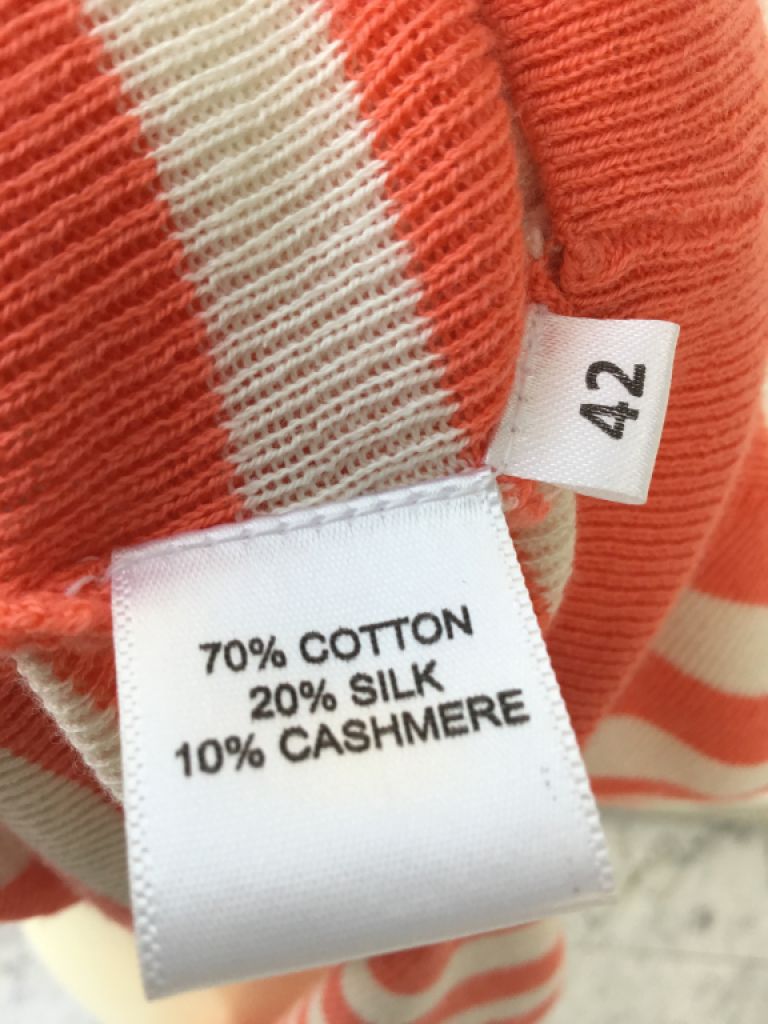 42
70% COTTON
20% SILK
10% CASHMERE